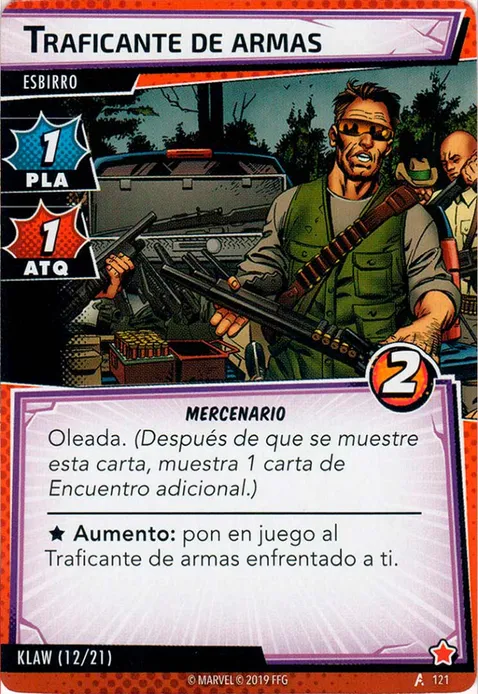 TRAFICANTE DE ARMAS
ESBIRRO
1
PLA
1
ATQ
2
MERCENARIO
Oleada. (Después de que se muestre
esta carta, muestra 1 carta de
Encuentro adicional.)
★ Aumento: pon en juego al
Traficante de armas enfrentado a ti.
KLAW (12/21)
© MARVEL © 2019 FFG
121